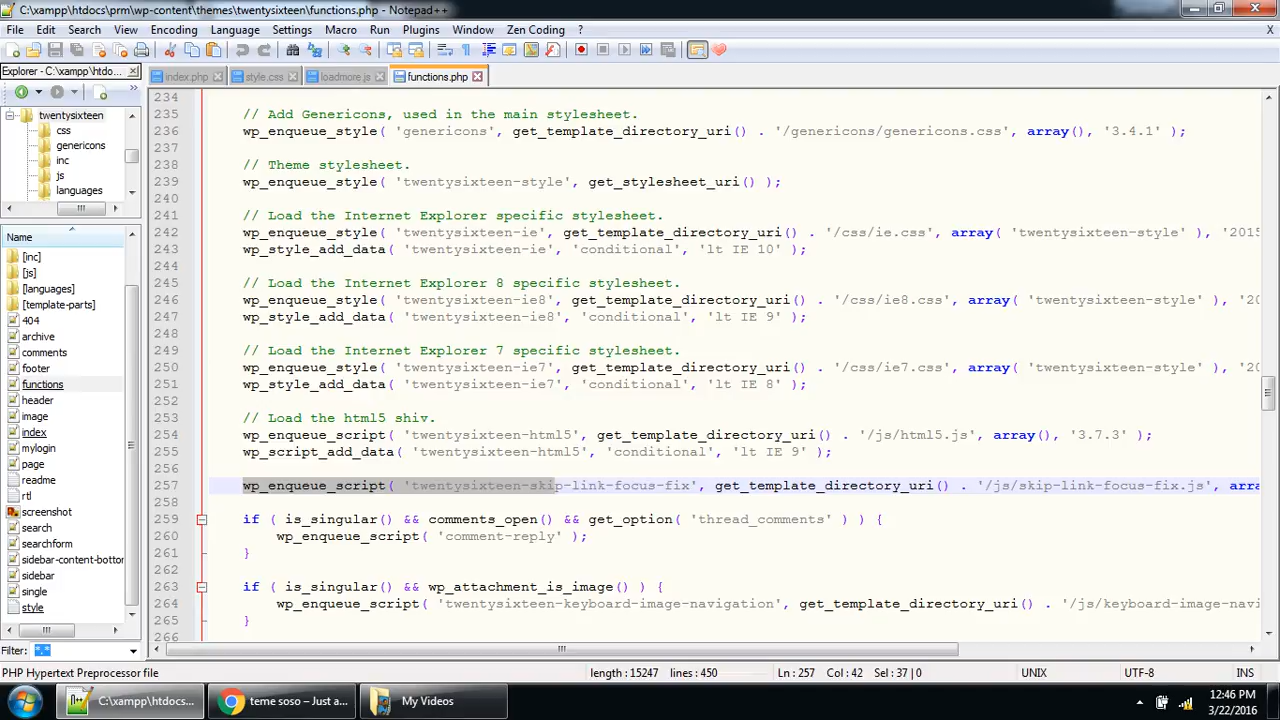 C:\xampp\htdocs\prm\wp-content\themes\twentysixteen\functions.php - Notepad++
File Edit Search View Encoding Language Settings Macro Run Plugins Window Zen Coding ? X
Explorer - C:\xampp\htdo...
index.php style.css loadmore.js functions.php
twentysixteen
css
genericons
inc
js
languages
Name
[inc]
[js]
[languages]
[template-parts]
404
archive
comments
footer
functions
header
image
index
mylogin
page
readme
rtl
screenshot
search
searchform
sidebar-content-bottom
sidebar
single
style
Filter: *.*
234
235 // Add Genericons, used in the main stylesheet.
236 wp_enqueue_style( 'genericons', get_template_directory_uri() . '/genericons/genericons.css', array(), '3.4.1' );
237
238 // Theme stylesheet.
239 wp_enqueue_style( 'twentysixteen-style', get_stylesheet_uri() );
240
241 // Load the Internet Explorer specific stylesheet.
242 wp_enqueue_style( 'twentysixteen-ie', get_template_directory_uri() . '/css/ie.css', array( 'twentysixteen-style' ), '2015
243 wp_style_add_data( 'twentysixteen-ie', 'conditional', 'lt IE 10' );
244
245 // Load the Internet Explorer 8 specific stylesheet.
246 wp_enqueue_style( 'twentysixteen-ie8', get_template_directory_uri() . '/css/ie8.css', array( 'twentysixteen-style' ), '20
247 wp_style_add_data( 'twentysixteen-ie8', 'conditional', 'lt IE 9' );
248
249 // Load the Internet Explorer 7 specific stylesheet.
250 wp_enqueue_style( 'twentysixteen-ie7', get_template_directory_uri() . '/css/ie7.css', array( 'twentysixteen-style' ), '20
251 wp_style_add_data( 'twentysixteen-ie7', 'conditional', 'lt IE 8' );
252
253 // Load the html5 shiv.
254 wp_enqueue_script( 'twentysixteen-html5', get_template_directory_uri() . '/js/html5.js', array(), '3.7.3' );
255 wp_script_add_data( 'twentysixteen-html5', 'conditional', 'lt IE 9' );
256
257 wp_enqueue_script( 'twentysixteen-skip-link-focus-fix', get_template_directory_uri() . '/js/skip-link-focus-fix.js', arra
258
259 if ( is_singular() && comments_open() && get_option( 'thread_comments' ) ) {
260 wp_enqueue_script( 'comment-reply' );
261 }
262
263 if ( is_singular() && wp_attachment_is_image() ) {
264 wp_enqueue_script( 'twentysixteen-keyboard-image-navigation', get_template_directory_uri() . '/js/keyboard-image-navi
265 }
266
PHP Hypertext Preprocessor file length : 15247 lines : 450 Ln : 257 Col : 42 Sel : 37 | 0 UNIX UTF-8 INS
C:\xampp\htdocs... teme soso – Just a... My Videos
12:46 PM
3/22/2016